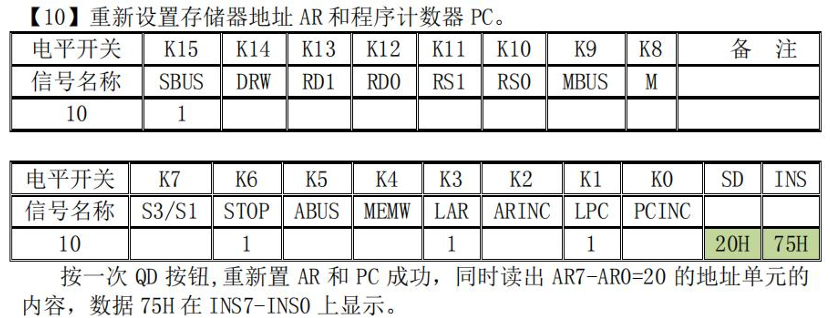 【10】重新设置存储器地址 AR 和程序计数器 PC。
电平开关 K15 K14 K13 K12 K11 K10 K9 K8 备 注
信号名称 SBUS DRW RD1 RD0 RS1 RS0 MBUS M
10 1
电平开关 K7 K6 K5 K4 K3 K2 K1 K0 SD INS
信号名称 S3/S1 STOP ABUS MEMW LAR ARINC LPC PCINC
10 1 1 1 20H 75H
按一次 QD 按钮,重新置 AR 和 PC 成功，同时读出 AR7-AR0=20 的地址单元的
内容，数据 75H 在 INS7-INS0 上显示。